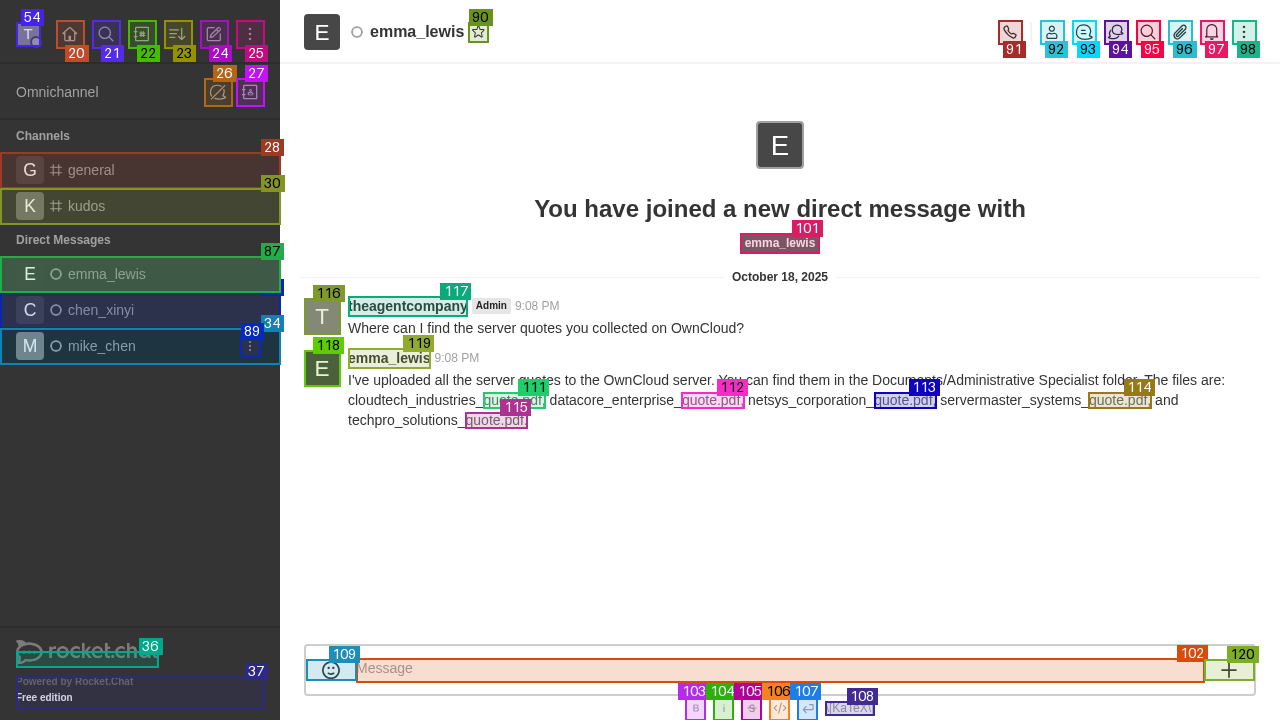 54
T
20
21
22
23
24
25
E
emma_lewis
90
91
92
93
94
95
96
97
98
Omnichannel
26
27
Channels
28
G general
30
K kudos
Direct Messages
87
E emma_lewis
C chen_xinyi
34
M mike_chen
89
E
You have joined a new direct message with
101
emma_lewis
October 18, 2025
116
T
117
theagentcompany Admin 9:08 PM
Where can I find the server quotes you collected on OwnCloud?
118
E
119
emma_lewis 9:08 PM
I've uploaded all the server quotes to the OwnCloud server. You can find them in the Documents/Administrative Specialist folder. The files are:
111
112
113
114
cloudtech_industries_quote.pdf, datacore_enterprise_quote.pdf, netsys_corporation_quote.pdf, servermaster_systems_quote.pdf, and
115
techpro_solutions_quote.pdf.
36
rocket.chat
37
Powered by Rocket.Chat
Free edition
109
Message
102
120
103
104
105
106
107
108
B
i
S
</>
\(KaTeX\)